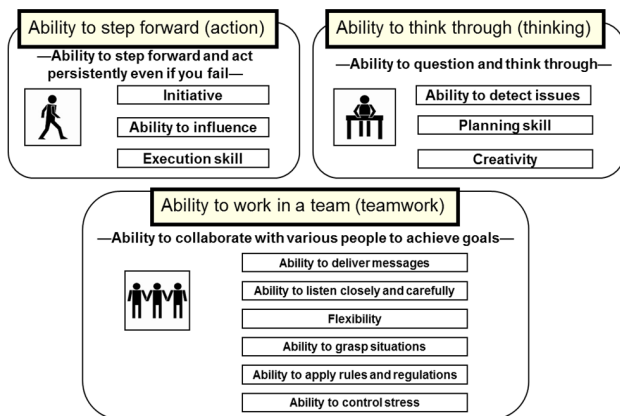 Ability to step forward (action)
—Ability to step forward and act
persistently even if you fail—
Initiative
Ability to influence
Execution skill
Ability to think through (thinking)
—Ability to question and think through—
Ability to detect issues
Planning skill
Creativity
Ability to work in a team (teamwork)
—Ability to collaborate with various people to achieve goals—
Ability to deliver messages
Ability to listen closely and carefully
Flexibility
Ability to grasp situations
Ability to apply rules and regulations
Ability to control stress